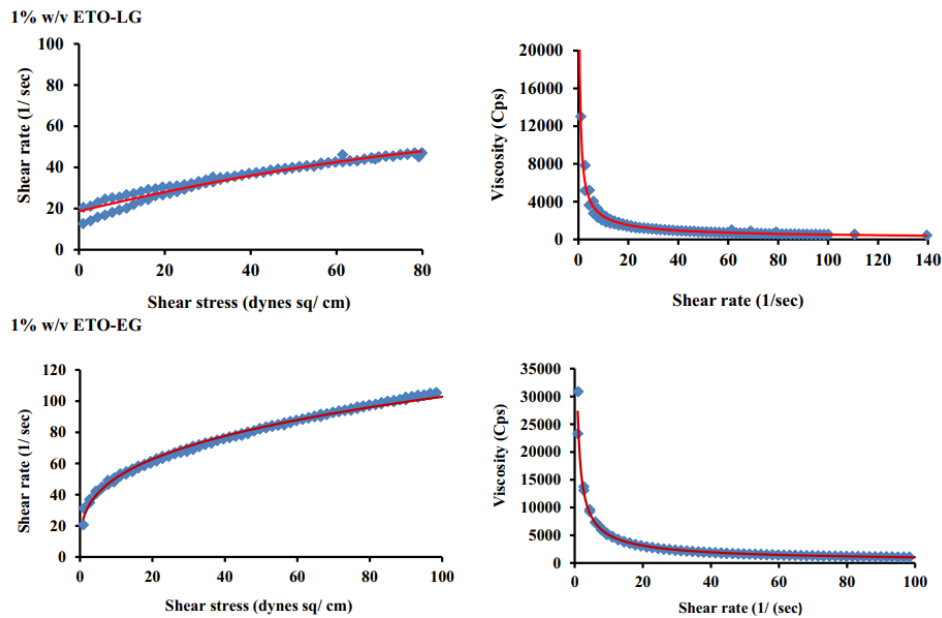 1% w/v ETO-LG
Shear rate (1/ sec)
100
80
60
40
20
0
0 20 40 60 80
Shear stress (dynes sq/ cm)
Viscosity (Cps)
20000
16000
12000
8000
4000
0
0 20 40 60 80 100 120 140
Shear rate (1/sec)
1% w/v ETO-EG
Shear rate (1/ sec)
120
100
80
60
40
20
0
0 20 40 60 80 100
Shear stress (dynes sq/ cm)
Viscosity (Cps)
35000
30000
25000
20000
15000
10000
5000
0
0 20 40 60 80 100
Shear rate (1/ (sec)